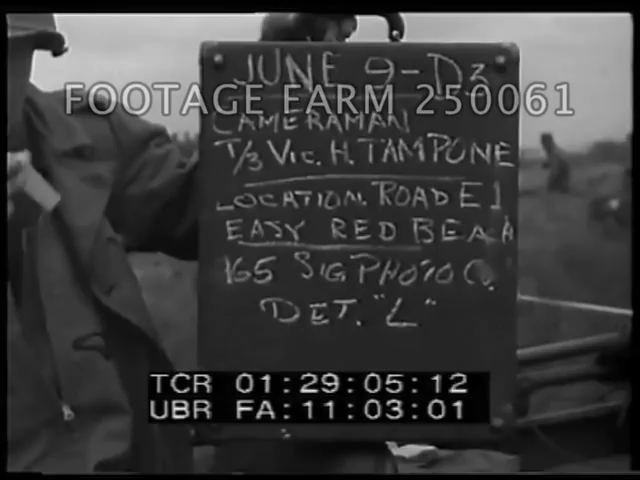 JUNE 9-D3
FOOTAGE FARM 250061
CAMERAMAN
T/3 VIC. H. TAMPONE
LOCATION. ROAD E1
EASY RED BEACH
165 SIG PHOTO Co.
DET. "L"
TCR 01:29:05:12
UBR FA:11:03:01